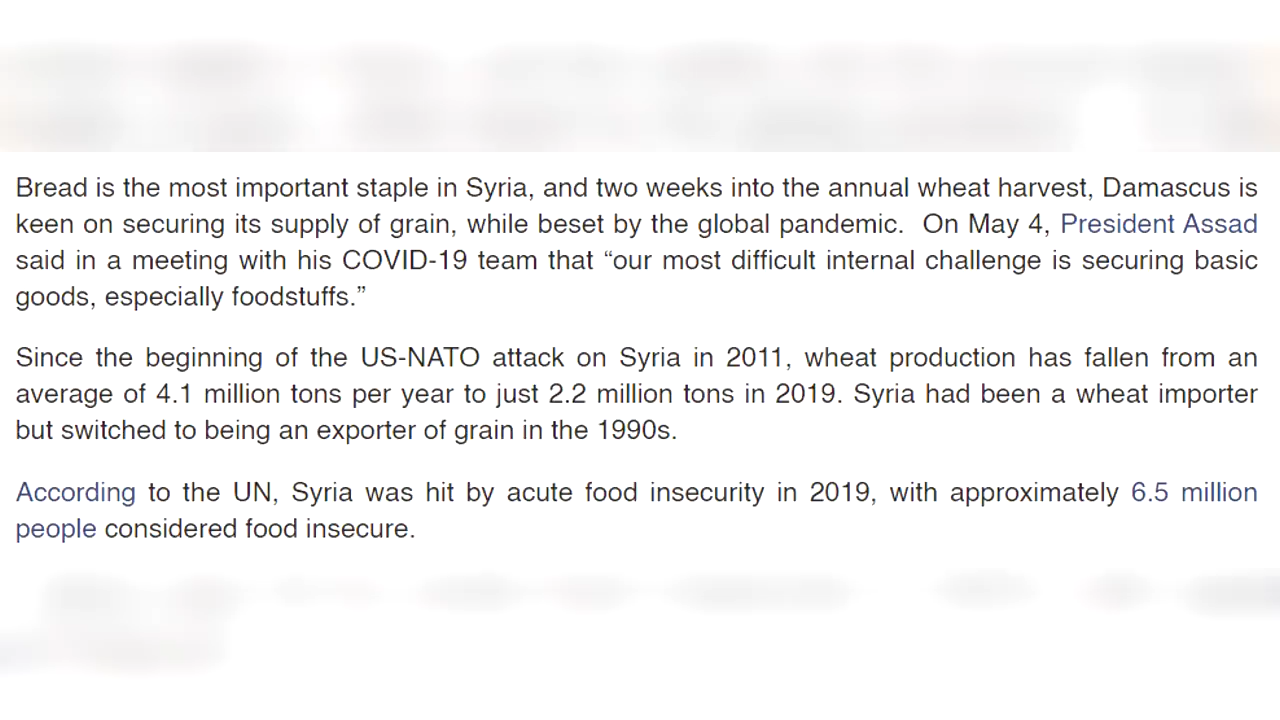 Bread is the most important staple in Syria, and two weeks into the annual wheat harvest, Damascus is
keen on securing its supply of grain, while beset by the global pandemic.  On May 4, President Assad
said in a meeting with his COVID-19 team that “our most difficult internal challenge is securing basic
goods, especially foodstuffs.”
Since the beginning of the US-NATO attack on Syria in 2011, wheat production has fallen from an
average of 4.1 million tons per year to just 2.2 million tons in 2019. Syria had been a wheat importer
but switched to being an exporter of grain in the 1990s.
According to the UN, Syria was hit by acute food insecurity in 2019, with approximately 6.5 million
people considered food insecure.